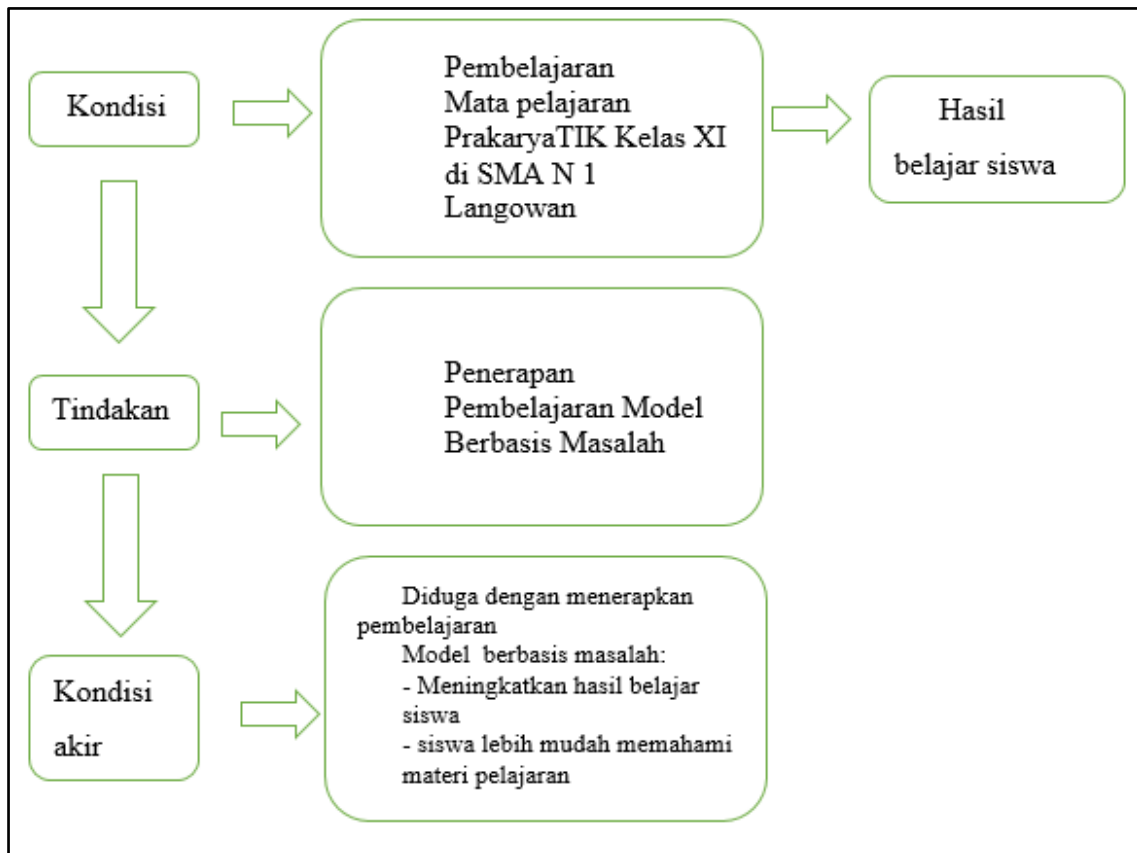 Kondisi
Pembelajaran
Mata pelajaran
PrakaryaTIK Kelas XI
di SMA N 1
Langowan
Hasil
belajar siswa
Tindakan
Penerapan
Pembelajaran Model
Berbasis Masalah
Kondisi
akir
Diduga dengan menerapkan
pembelajaran
Model berbasis masalah:
- Meningkatkan hasil belajar
siswa
- siswa lebih mudah memahami
materi pelajaran